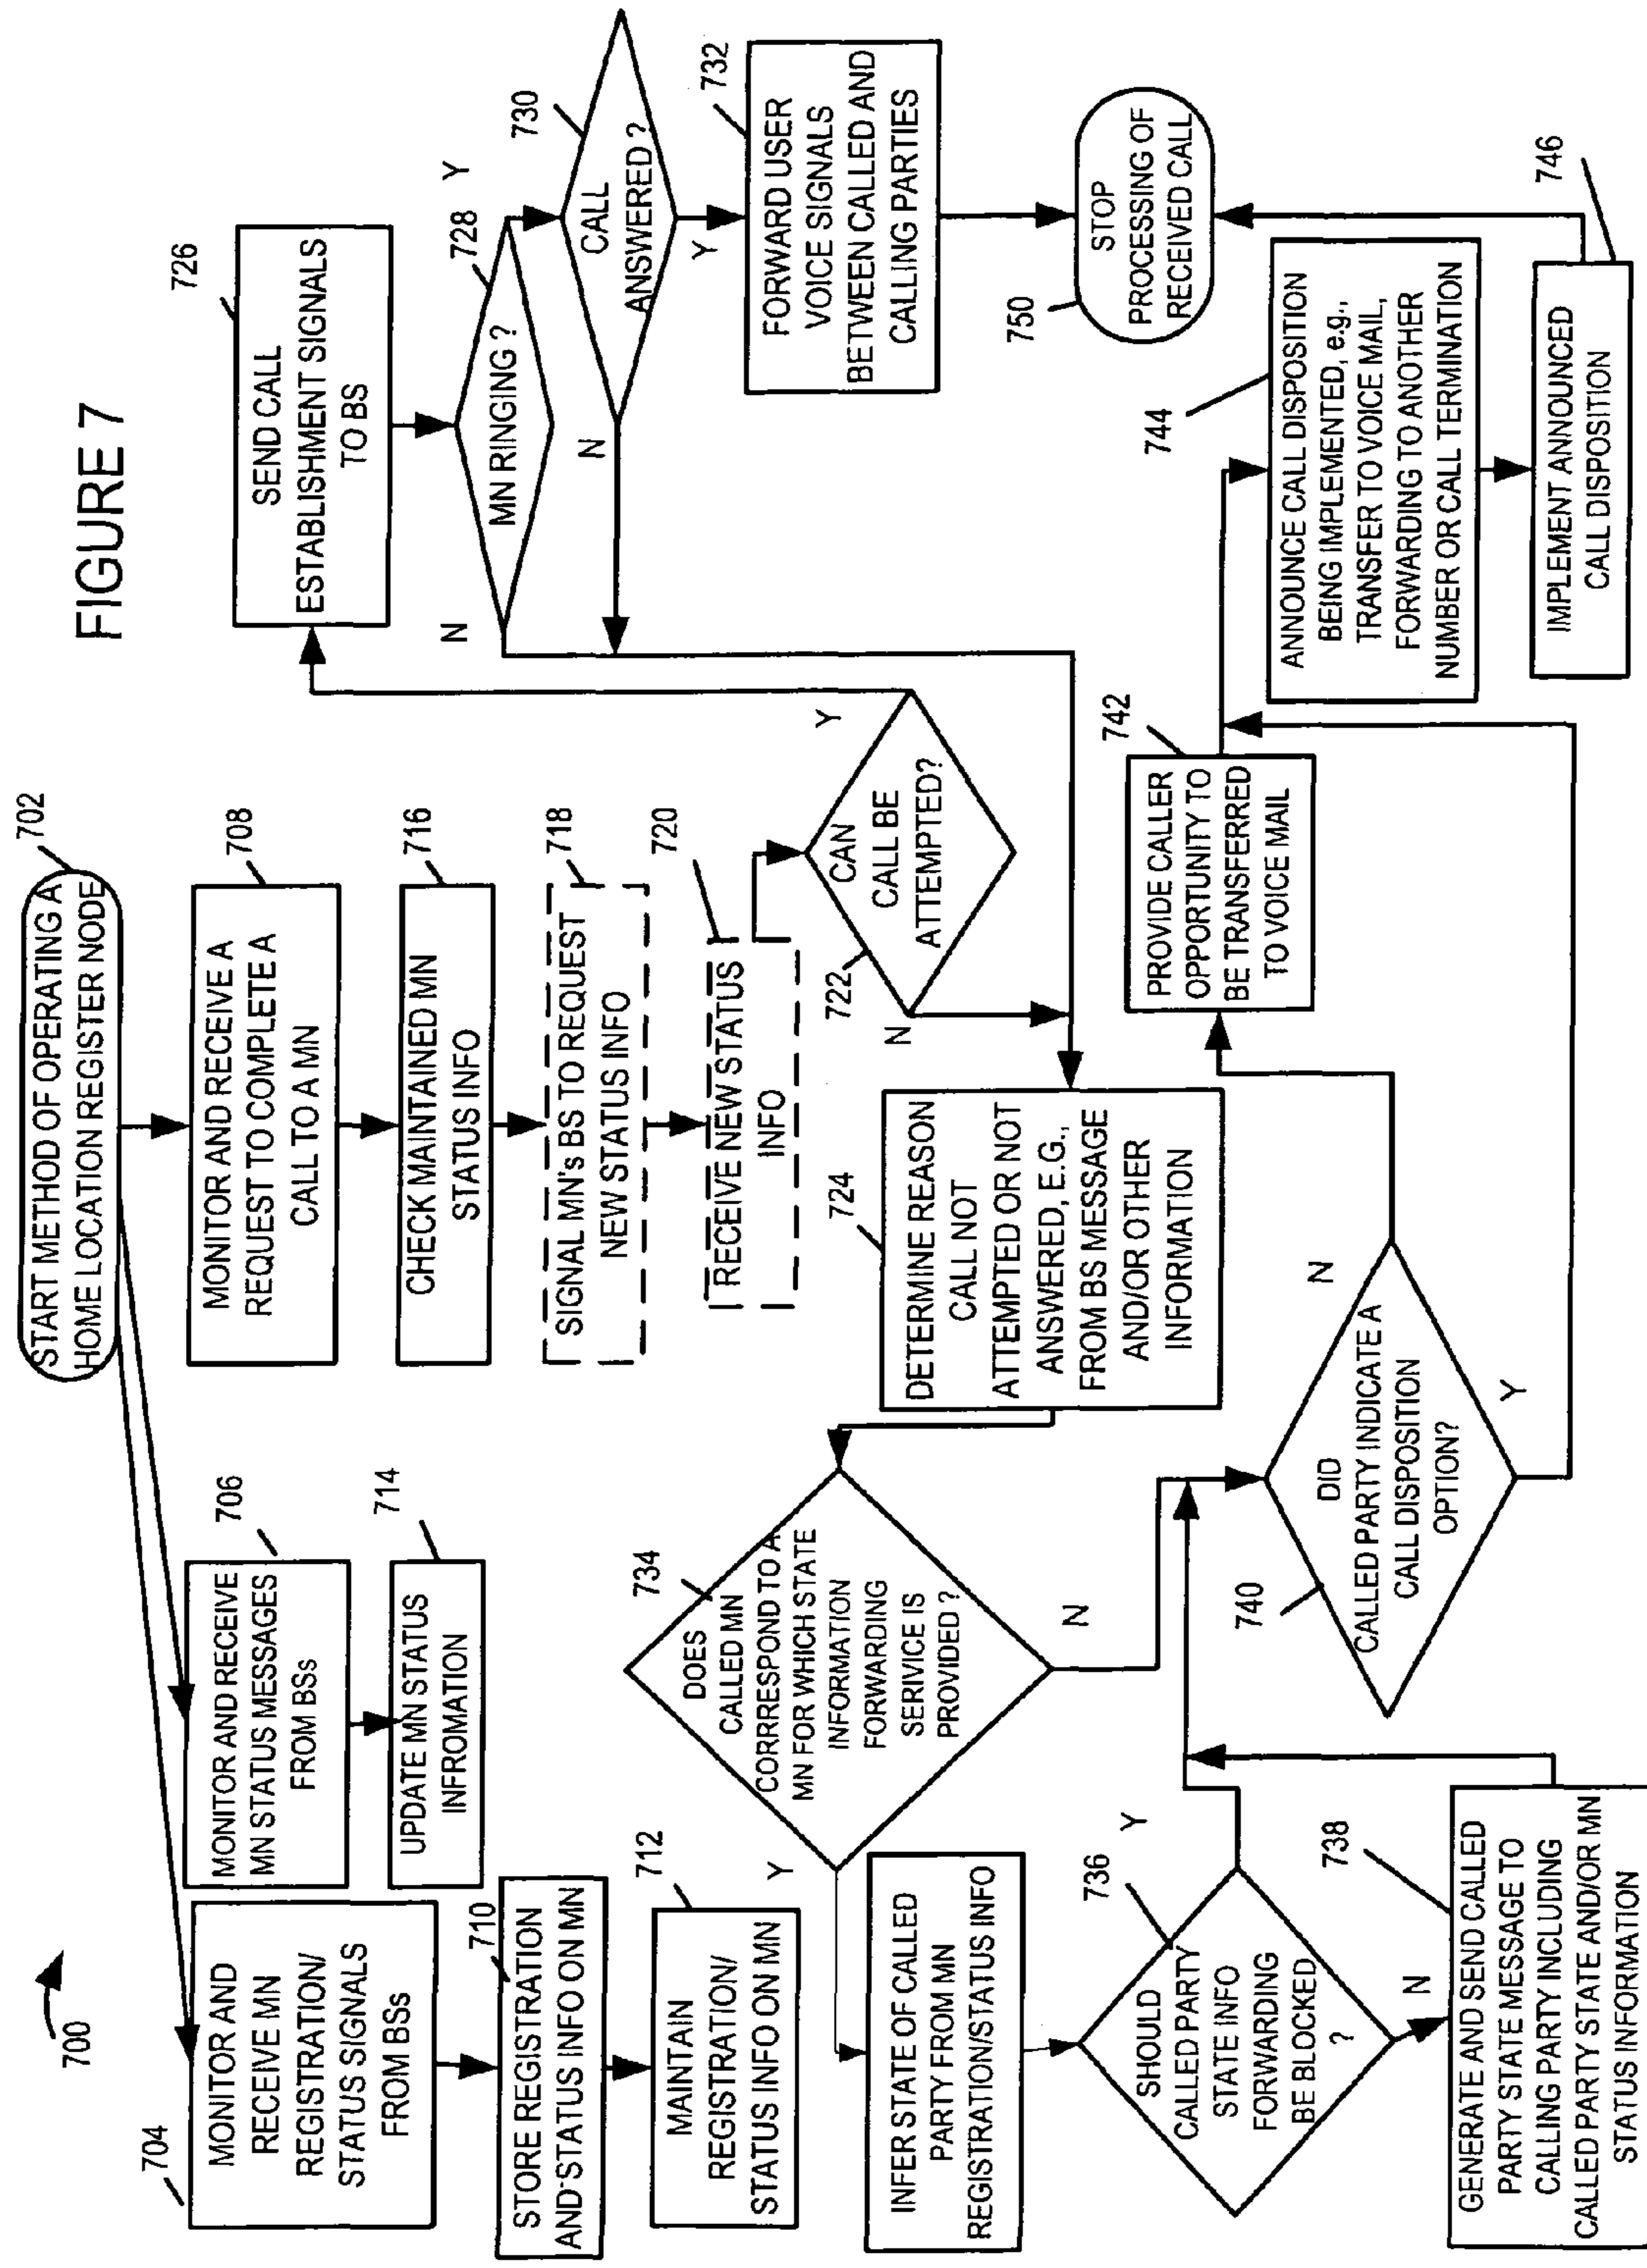 FIGURE 7
700
START METHOD OF OPERATING A
HOME LOCATION REGISTER NODE
702
704
MONITOR AND
RECEIVE MN
REGISTRATION/
STATUS SIGNALS
FROM BSs
710
STORE REGISTRATION
AND STATUS INFO ON MN
712
MAINTAIN
REGISTRATION/
STATUS INFO ON MN
706
MONITOR AND RECEIVE
MN STATUS MESSAGES
FROM BSs
714
UPDATE MN STATUS
INFROMATION
708
MONITOR AND RECEIVE A
REQUEST TO COMPLETE A
CALL TO A MN
716
CHECK MAINTAINED MN
STATUS INFO
718
SIGNAL MN's BS TO REQUEST
NEW STATUS INFO
720
RECEIVE NEW STATUS
INFO
722
CAN
CALL BE
ATTEMPTED?
Y
N
726
SEND CALL
ESTABLISHMENT SIGNALS
TO BS
728
MN RINGING ?
Y
N
730
CALL
ANSWERED ?
N
Y
732
FORWARD USER
VOICE SIGNALS
BETWEEN CALLED AND
CALLING PARTIES
750
STOP
PROCESSING OF
RECEIVED CALL
724
DETERMINE REASON
CALL NOT
ATTEMPTED OR NOT
ANSWERED, E.G.,
FROM BS MESSAGE
AND/OR OTHER
INFORMATION
734
DOES
CALLED MN
CORRRESPOND TO A
MN FOR WHICH STATE
INFORMATION
FORWARDING
SERIVICE IS
PROVIDED ?
Y
N
INFER STATE OF CALLED
PARTY FROM MN
REGISTRATION/STATUS INFO
736
SHOULD
CALLED PARTY
STATE INFO
FORWARDING
BE BLOCKED
?
Y
N
738
GENERATE AND SEND CALLED
PARTY STATE MESSAGE TO
CALLING PARTY INCLUDING
CALLED PARTY STATE AND/OR MN
STATUS INFORMATION
740
DID
CALLED PARTY INDICATE A
CALL DISPOSITION
OPTION?
N
Y
742
PROVIDE CALLER
OPPORTUNITY TO
BE TRANSFERRED
TO VOICE MAIL
744
ANNOUNCE CALL DISPOSITION
BEING IMPLEMENTED, e.g.,
TRANSFER TO VOICE MAIL,
FORWARDING TO ANOTHER
NUMBER OR CALL TERMINATION
746
IMPLEMENT ANNOUNCED
CALL DISPOSITION